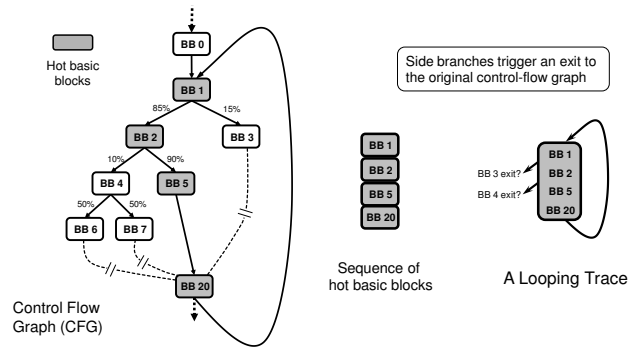 BB 0
Hot basic
blocks
Side branches trigger an exit to
the original control-flow graph
BB 1
85%
15%
BB 2
BB 3
10%
90%
BB 4
BB 5
50%
50%
BB 6
BB 7
BB 20
Control Flow
Graph (CFG)
BB 1
BB 2
BB 5
BB 20
Sequence of
hot basic blocks
BB 3 exit?
BB 4 exit?
BB 1
BB 2
BB 5
BB 20
A Looping Trace